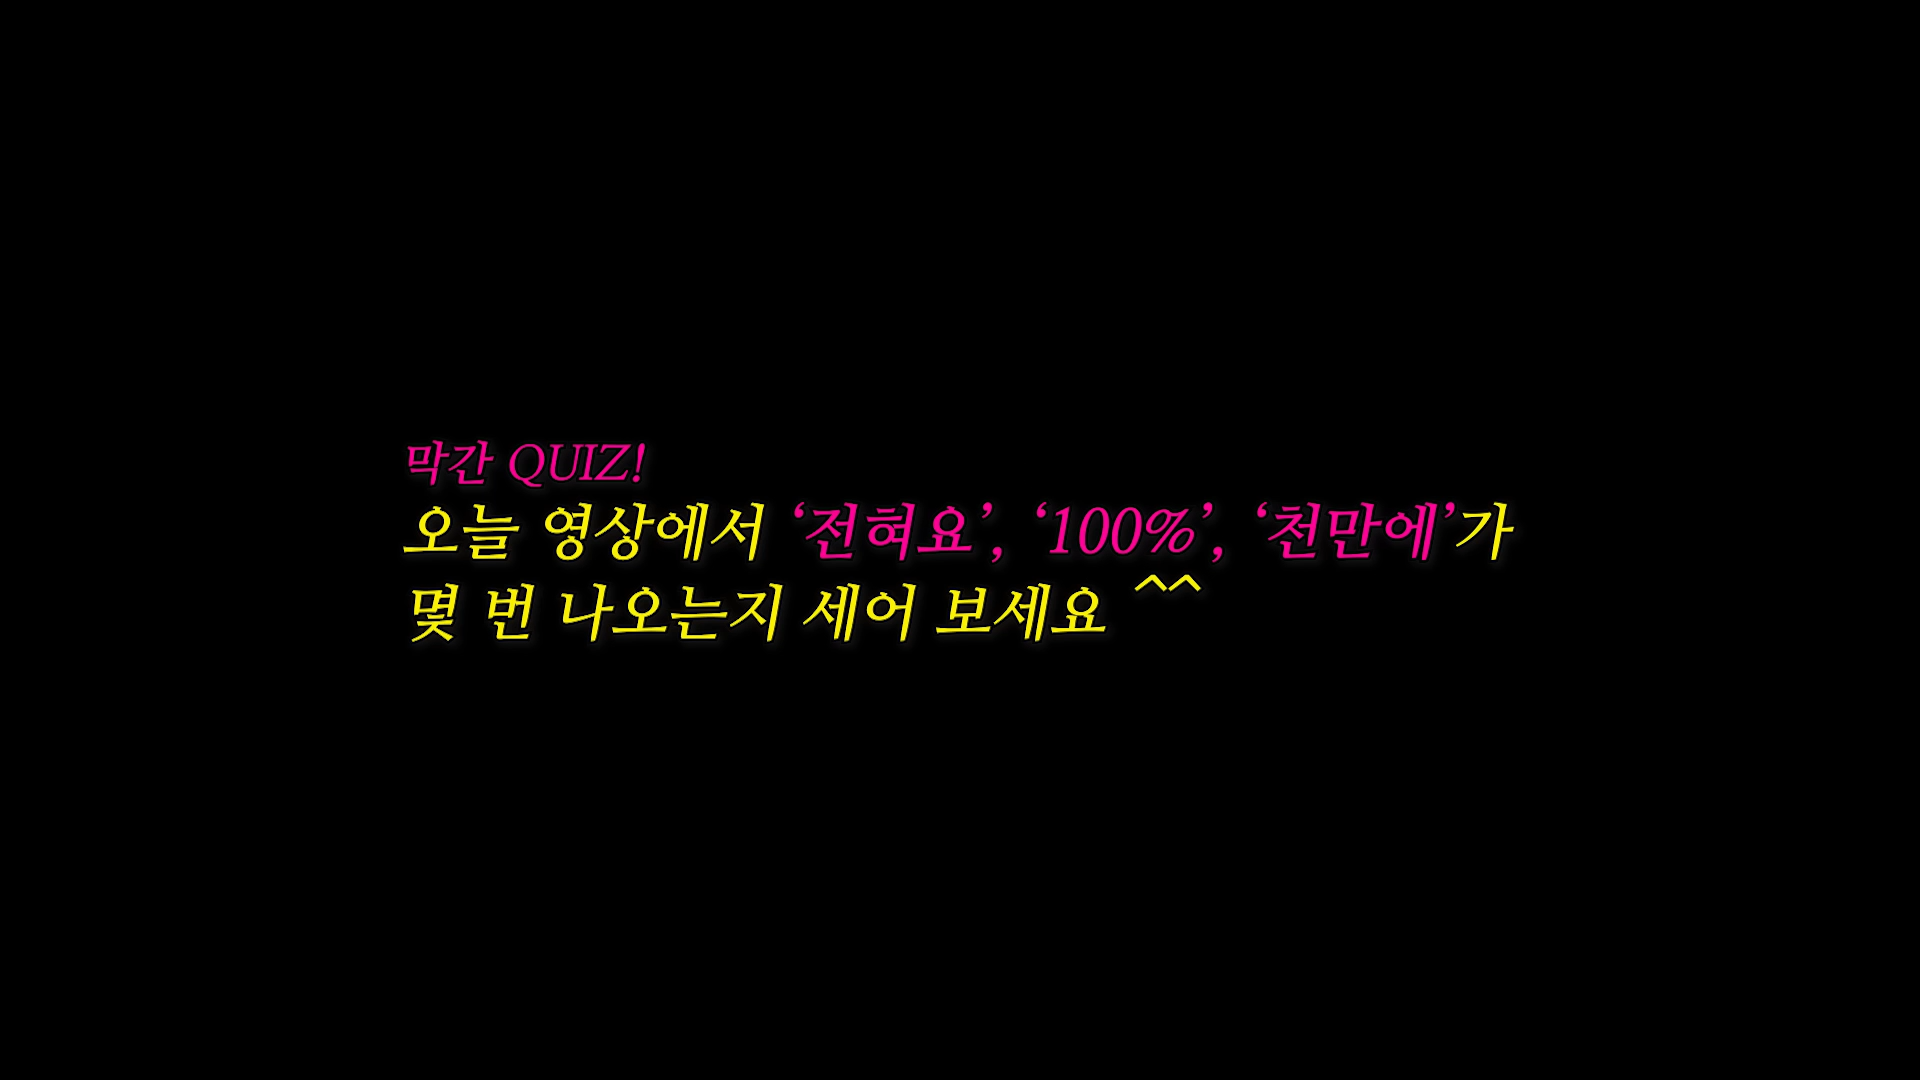 막간 QUIZ!
오늘 영상에서 ‘전혀요’, ‘100%’, ‘천만에’가
몇 번 나오는지 세어 보세요 ^^